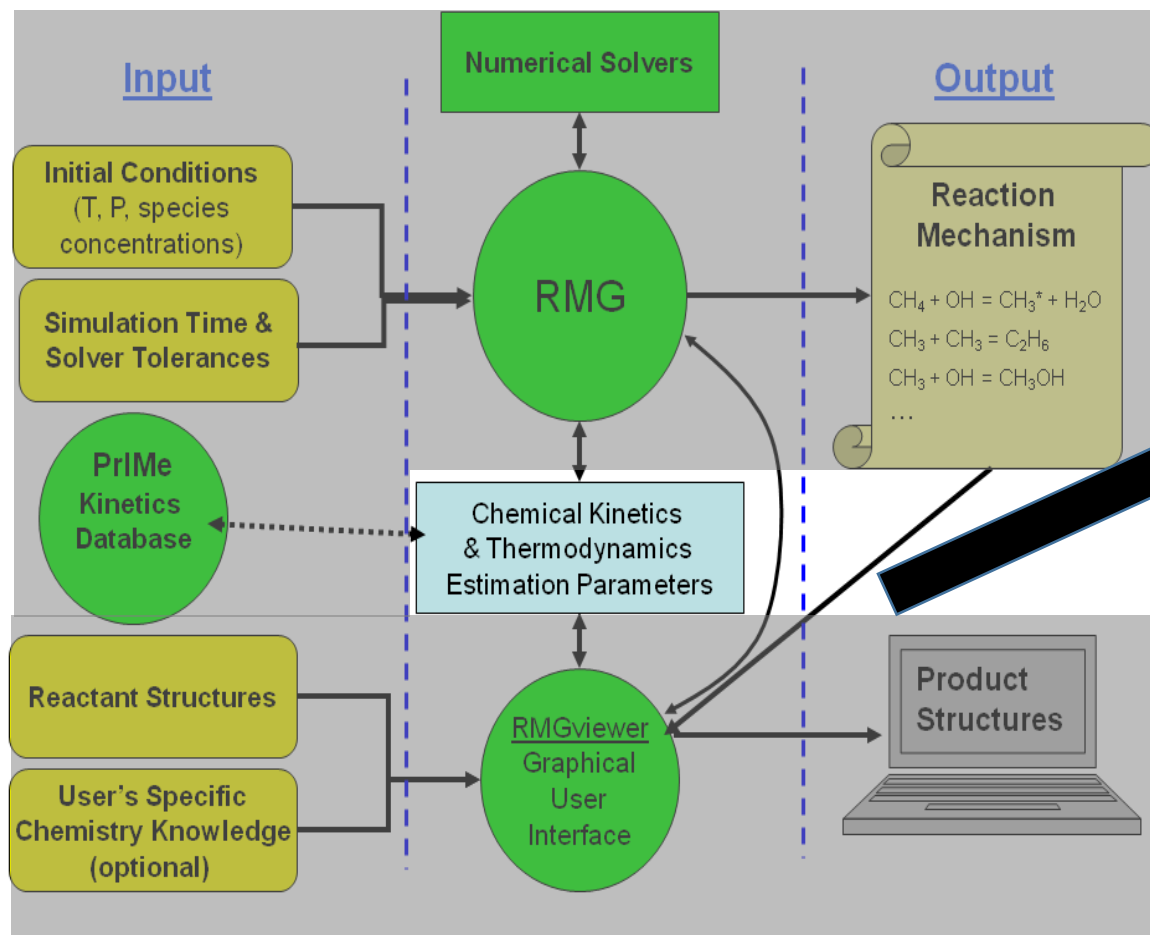 Input
Numerical Solvers
Output
Initial Conditions
(T, P, species
concentrations)
Simulation Time &
Solver Tolerances
RMG
Reaction
Mechanism
CH₄ + OH = CH₃* + H₂O
CH₃ + CH₃ = C₂H₆
CH₃ + OH = CH₃OH
…
PrIMe
Kinetics
Database
Chemical Kinetics
& Thermodynamics
Estimation Parameters
Reactant Structures
User's Specific
Chemistry Knowledge
(optional)
RMGviewer
Graphical
User
Interface
Product
Structures